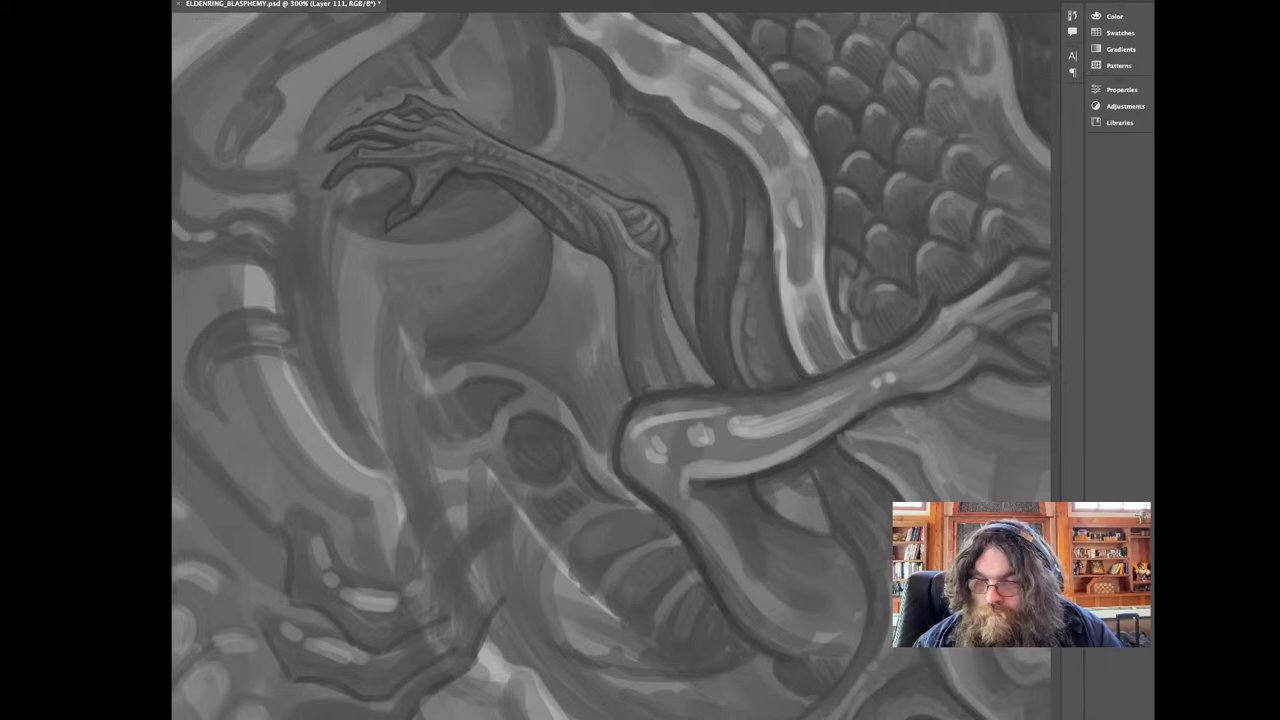 × ELDENRING_BLASPHEMY.psd @ 300% (Layer 111, RGB/8*) *
Color
Swatches
Gradients
Patterns
Properties
Adjustments
Libraries